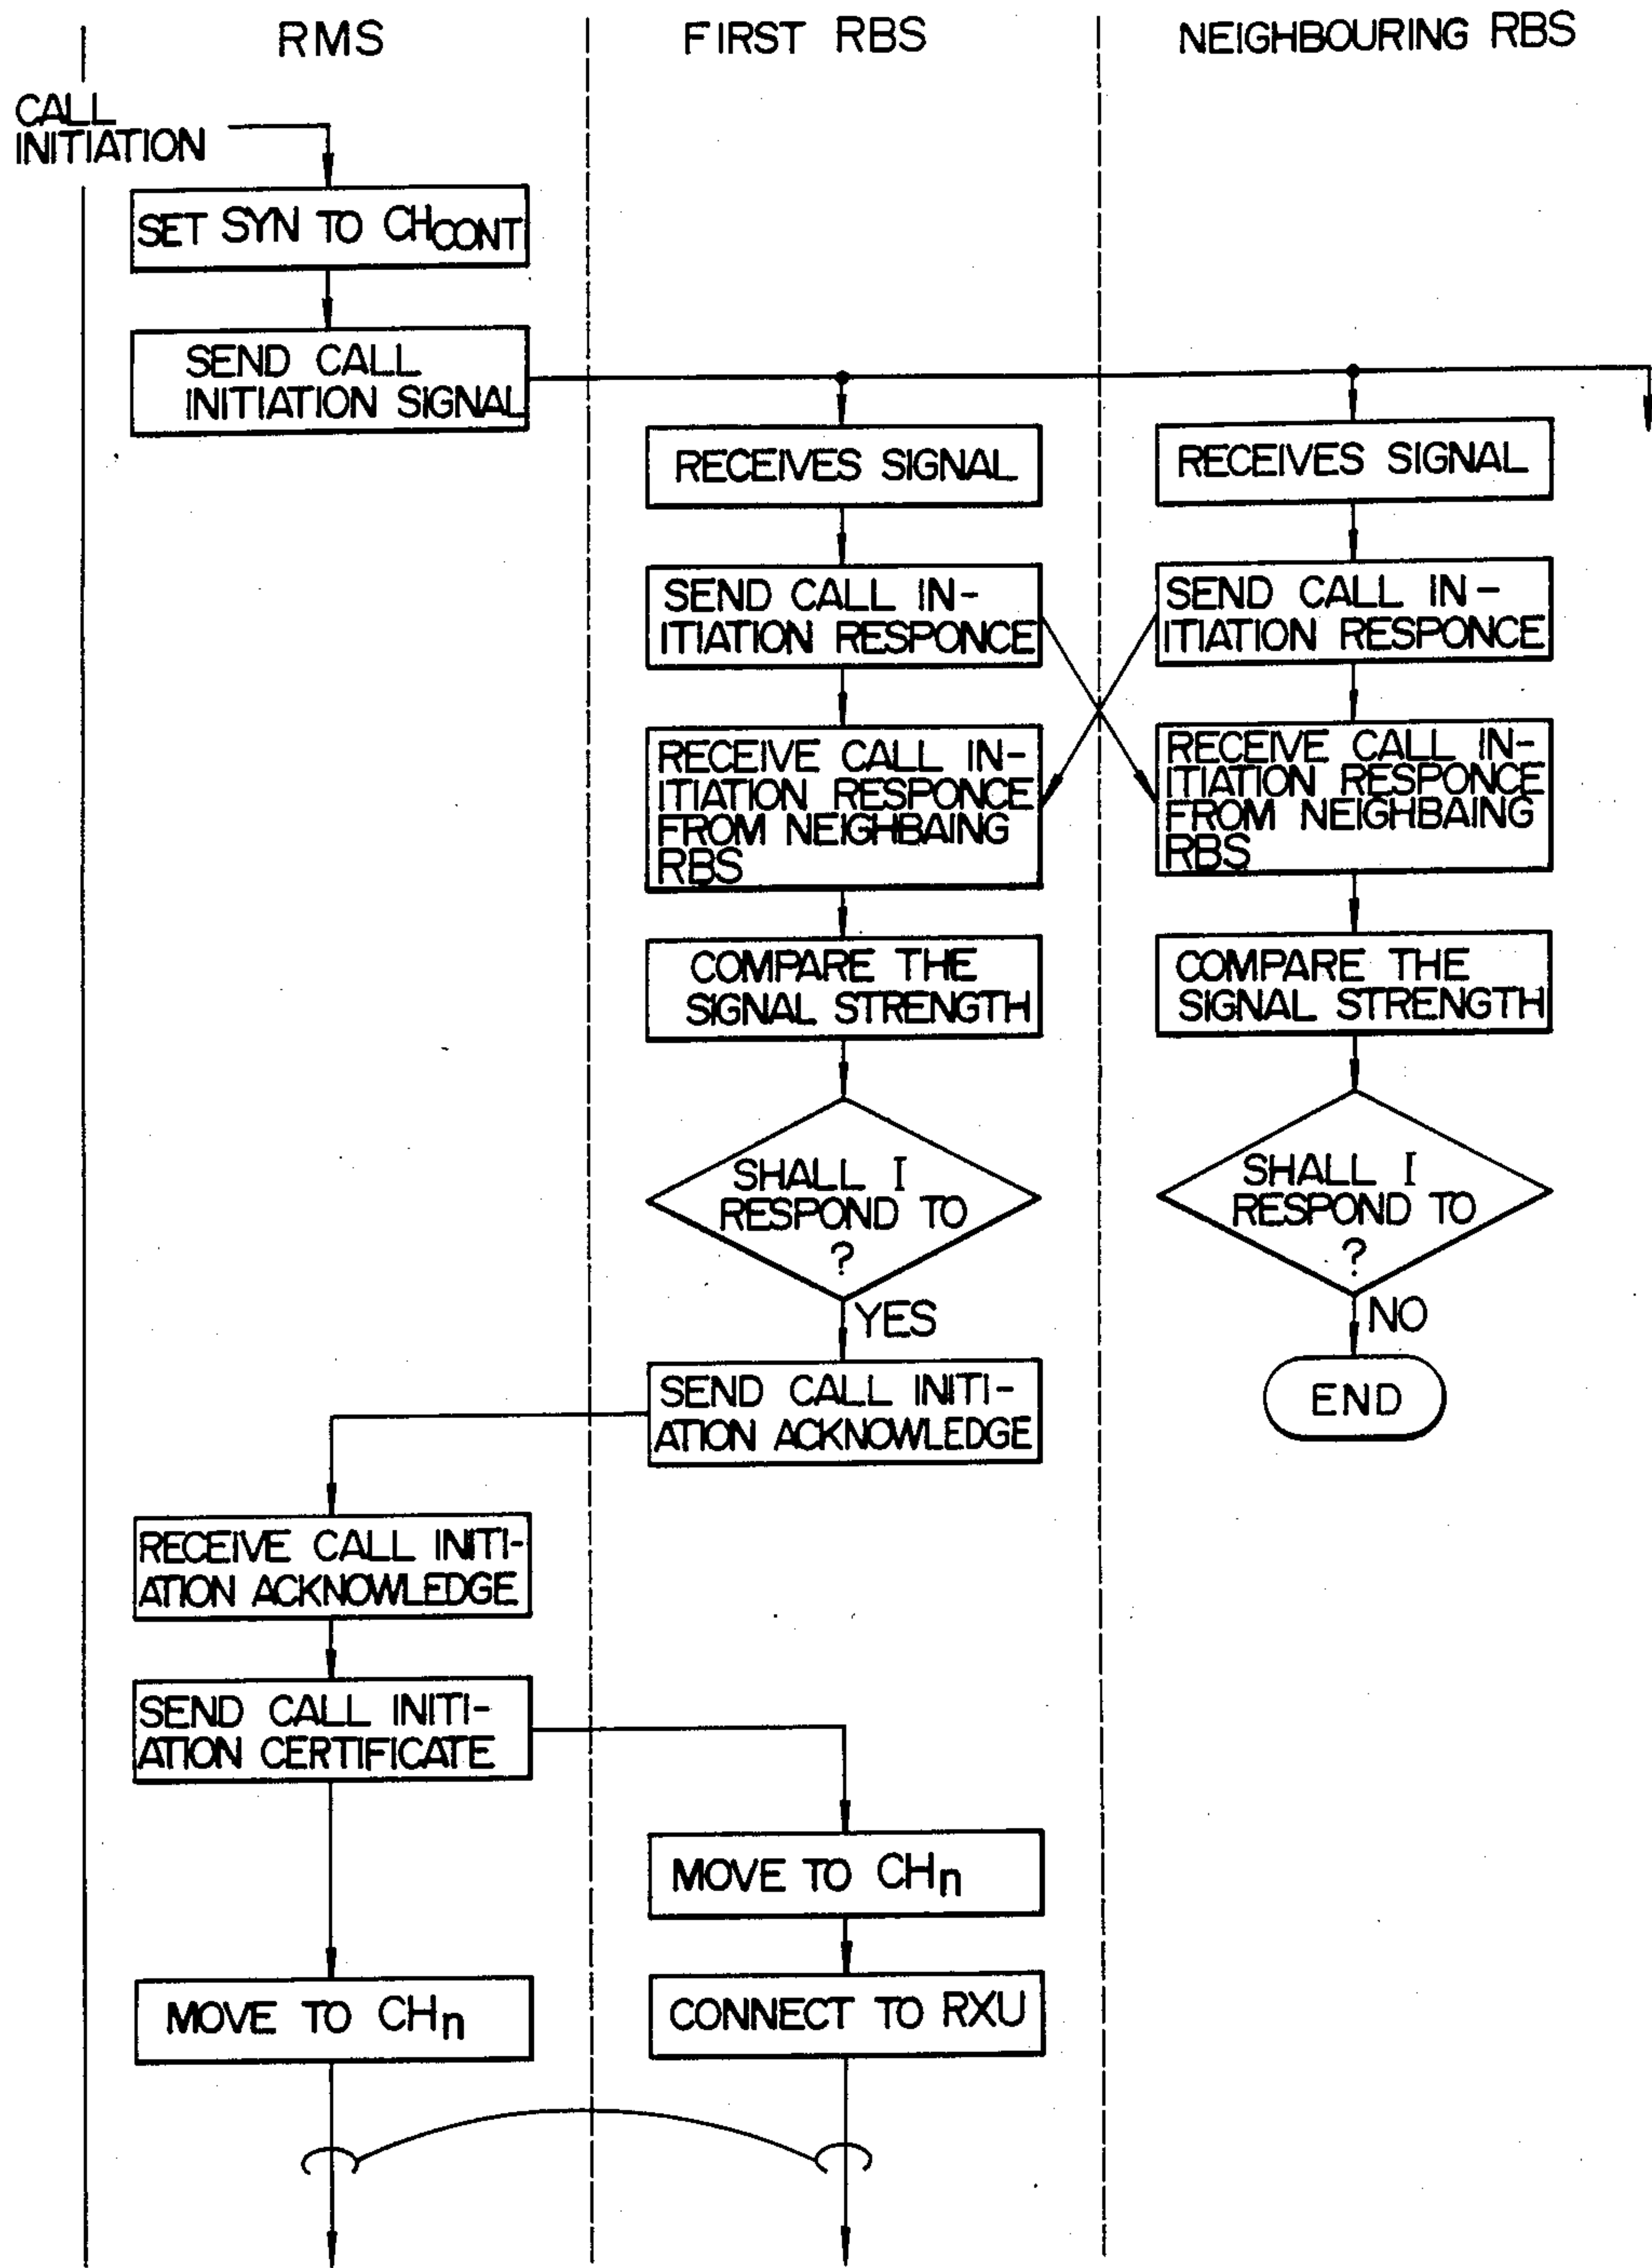 RMS
FIRST RBS
NEIGHBOURING RBS
CALL
INITIATION
SET SYN TO CHCONT
SEND CALL
INITIATION SIGNAL
RECEIVES SIGNAL
RECEIVES SIGNAL
SEND CALL IN-
ITIATION RESPONCE
SEND CALL IN-
ITIATION RESPONCE
RECEIVE CALL IN-
ITIATION RESPONCE
FROM NEIGHBAING
RBS
RECEIVE CALL IN-
ITIATION RESPONCE
FROM NEIGHBAING
RBS
COMPARE THE
SIGNAL STRENGTH
COMPARE THE
SIGNAL STRENGTH
SHALL I
RESPOND TO
?
SHALL I
RESPOND TO
?
YES
NO
SEND CALL INITI-
ATION ACKNOWLEDGE
END
RECEIVE CALL INITI-
ATION ACKNOWLEDGE
SEND CALL INITI-
ATION CERTIFICATE
MOVE TO CHn
MOVE TO CHn
CONNECT TO RXU